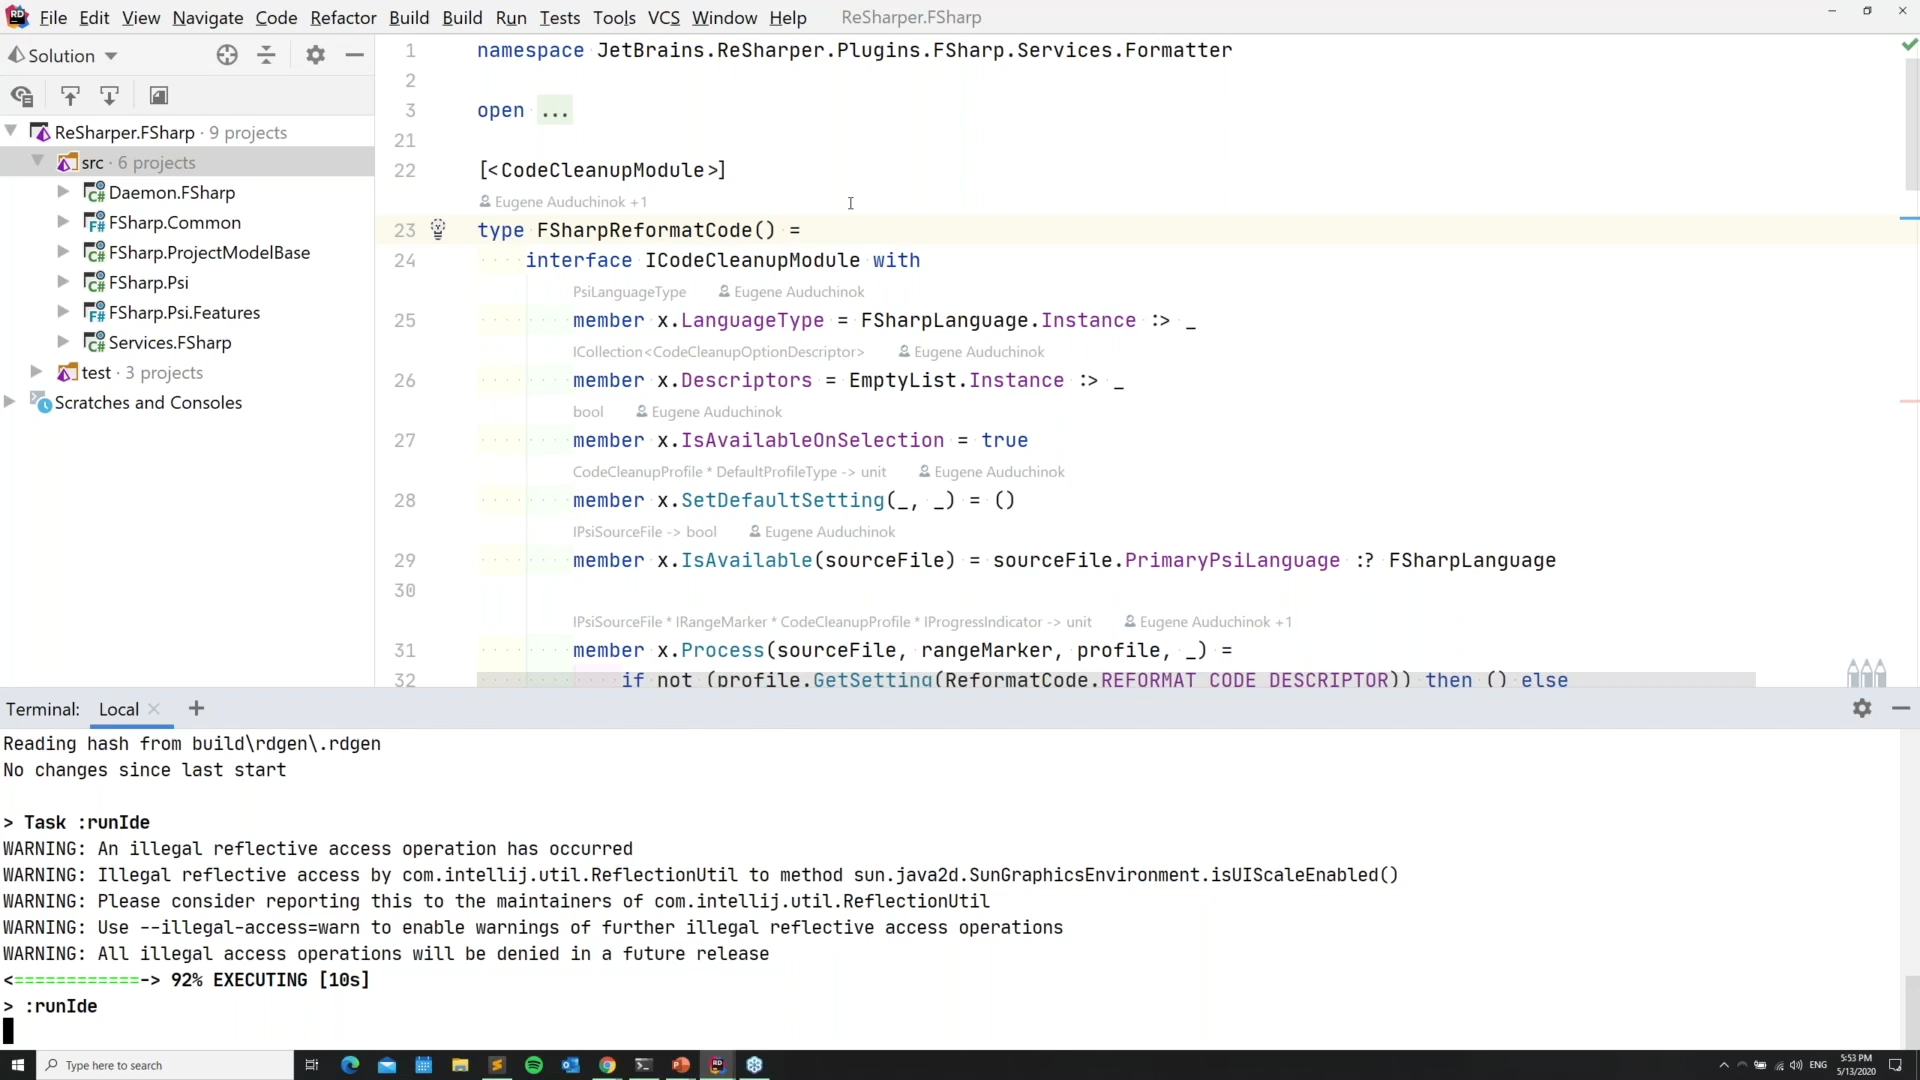 File Edit View Navigate Code Refactor Build Build Run Tests Tools VCS Window Help ReSharper.FSharp
Solution
ReSharper.FSharp · 9 projects
src · 6 projects
Daemon.FSharp
FSharp.Common
FSharp.ProjectModelBase
FSharp.Psi
FSharp.Psi.Features
Services.FSharp
test · 3 projects
Scratches and Consoles
1 namespace JetBrains.ReSharper.Plugins.FSharp.Services.Formatter
2
3 open ...
21
22 [<CodeCleanupModule>]
Eugene Auduchinok +1
23 type FSharpReformatCode() =
24 interface ICodeCleanupModule with
PsiLanguageType Eugene Auduchinok
25 member x.LanguageType = FSharpLanguage.Instance :> _
ICollection<CodeCleanupOptionDescriptor> Eugene Auduchinok
26 member x.Descriptors = EmptyList.Instance :> _
bool Eugene Auduchinok
27 member x.IsAvailableOnSelection = true
CodeCleanupProfile * DefaultProfileType -> unit Eugene Auduchinok
28 member x.SetDefaultSetting(_, _) = ()
IPsiSourceFile -> bool Eugene Auduchinok
29 member x.IsAvailable(sourceFile) = sourceFile.PrimaryPsiLanguage :? FSharpLanguage
30
IPsiSourceFile * IRangeMarker * CodeCleanupProfile * IProgressIndicator -> unit Eugene Auduchinok +1
31 member x.Process(sourceFile, rangeMarker, profile, _) =
32 if not (profile.GetSetting(ReformatCode.REFORMAT_CODE_DESCRIPTOR)) then () else
Terminal: Local × +
Reading hash from build\rdgen\.rdgen
No changes since last start
> Task :runIde
WARNING: An illegal reflective access operation has occurred
WARNING: Illegal reflective access by com.intellij.util.ReflectionUtil to method sun.java2d.SunGraphicsEnvironment.isUIScaleEnabled()
WARNING: Please consider reporting this to the maintainers of com.intellij.util.ReflectionUtil
WARNING: Use --illegal-access=warn to enable warnings of further illegal reflective access operations
WARNING: All illegal access operations will be denied in a future release
<============-> 92% EXECUTING [10s]
> :runIde
Type here to search
ENG
5:53 PM
5/13/2020